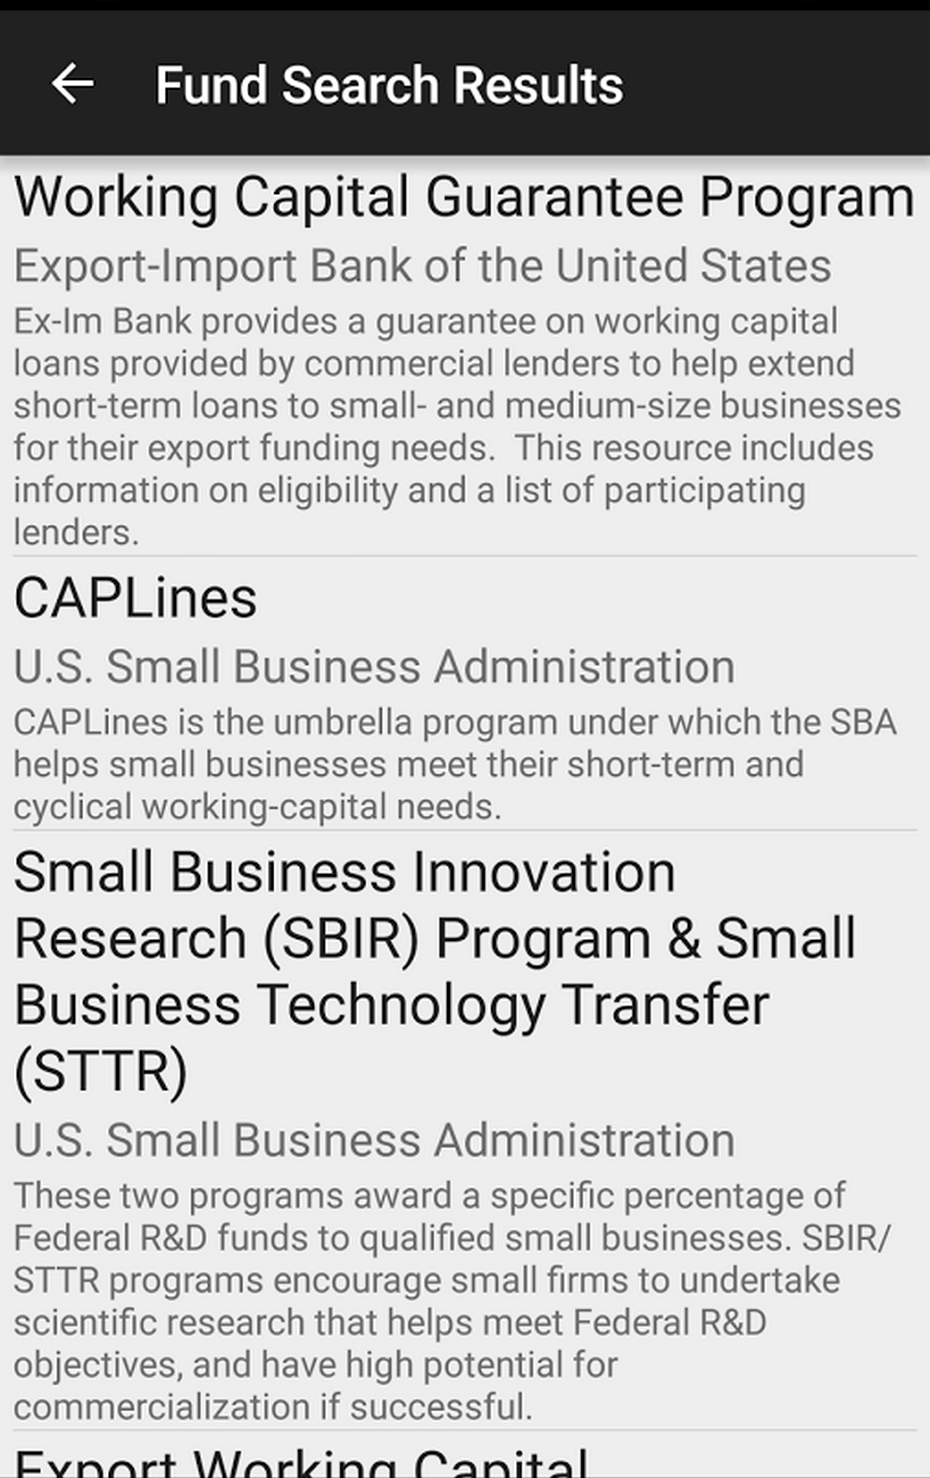 Fund Search Results
Working Capital Guarantee Program
Export-Import Bank of the United States
Ex-Im Bank provides a guarantee on working capital
loans provided by commercial lenders to help extend
short-term loans to small- and medium-size businesses
for their export funding needs.  This resource includes
information on eligibility and a list of participating
lenders.
CAPLines
U.S. Small Business Administration
CAPLines is the umbrella program under which the SBA
helps small businesses meet their short-term and
cyclical working-capital needs.
Small Business Innovation
Research (SBIR) Program & Small
Business Technology Transfer
(STTR)
U.S. Small Business Administration
These two programs award a specific percentage of
Federal R&D funds to qualified small businesses. SBIR/
STTR programs encourage small firms to undertake
scientific research that helps meet Federal R&D
objectives, and have high potential for
commercialization if successful.
Export Working Capital